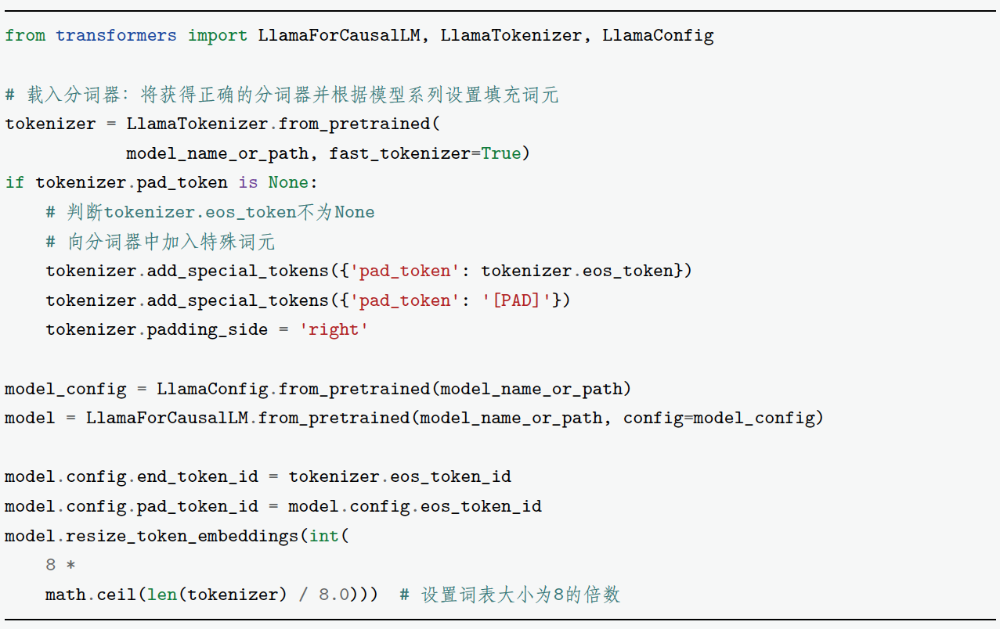 from transformers import LlamaForCausalLM, LlamaTokenizer, LlamaConfig
# 载入分词器：将获得正确的分词器并根据模型系列设置填充词元
tokenizer = LlamaTokenizer.from_pretrained(
            model_name_or_path, fast_tokenizer=True)
if tokenizer.pad_token is None:
    # 判断tokenizer.eos_token不为None
    # 向分词器中加入特殊词元
    tokenizer.add_special_tokens({'pad_token': tokenizer.eos_token})
    tokenizer.add_special_tokens({'pad_token': '[PAD]'})
    tokenizer.padding_side = 'right'
model_config = LlamaConfig.from_pretrained(model_name_or_path)
model = LlamaForCausalLM.from_pretrained(model_name_or_path, config=model_config)
model.config.end_token_id = tokenizer.eos_token_id
model.config.pad_token_id = model.config.eos_token_id
model.resize_token_embeddings(int(
    8 *
    math.ceil(len(tokenizer) / 8.0)))  # 设置词表大小为8的倍数